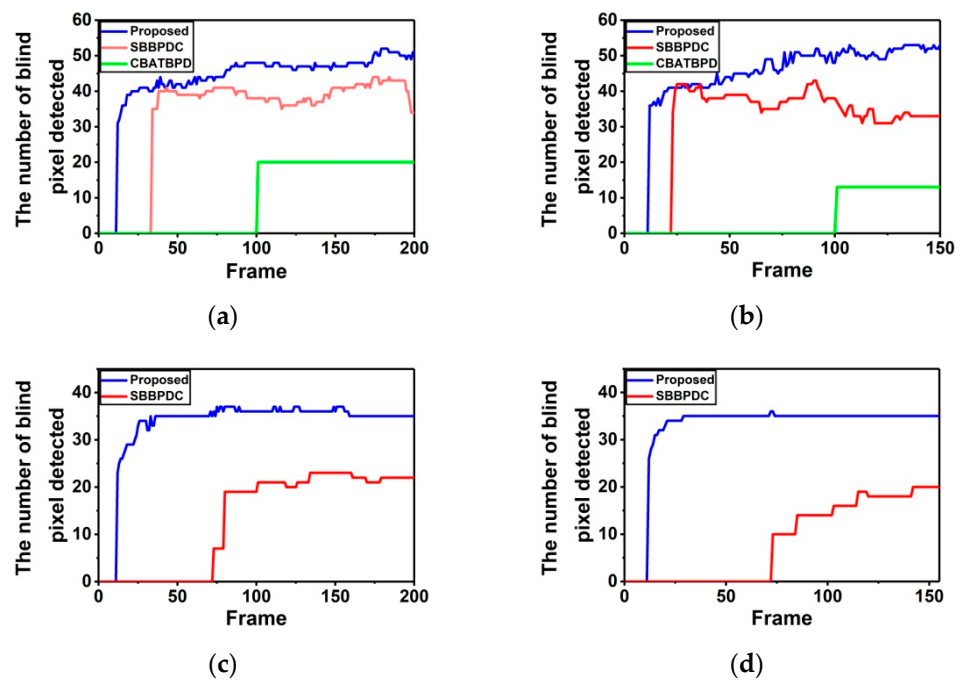 The number of blind
pixel detected
60
50
40
30
20
10
0
Proposed
SBBPDC
CBATBPD
0
50
100
150
200
Frame
(a)
The number of blind
pixel detected
60
50
40
30
20
10
0
Proposed
SBBPDC
CBATBPD
0
50
100
150
Frame
(b)
The number of blind
pixel detected
40
30
20
10
0
Proposed
SBBPDC
0
50
100
150
200
Frame
(c)
The number of blind
pixel detected
40
30
20
10
0
Proposed
SBBPDC
0
50
100
150
Frame
(d)